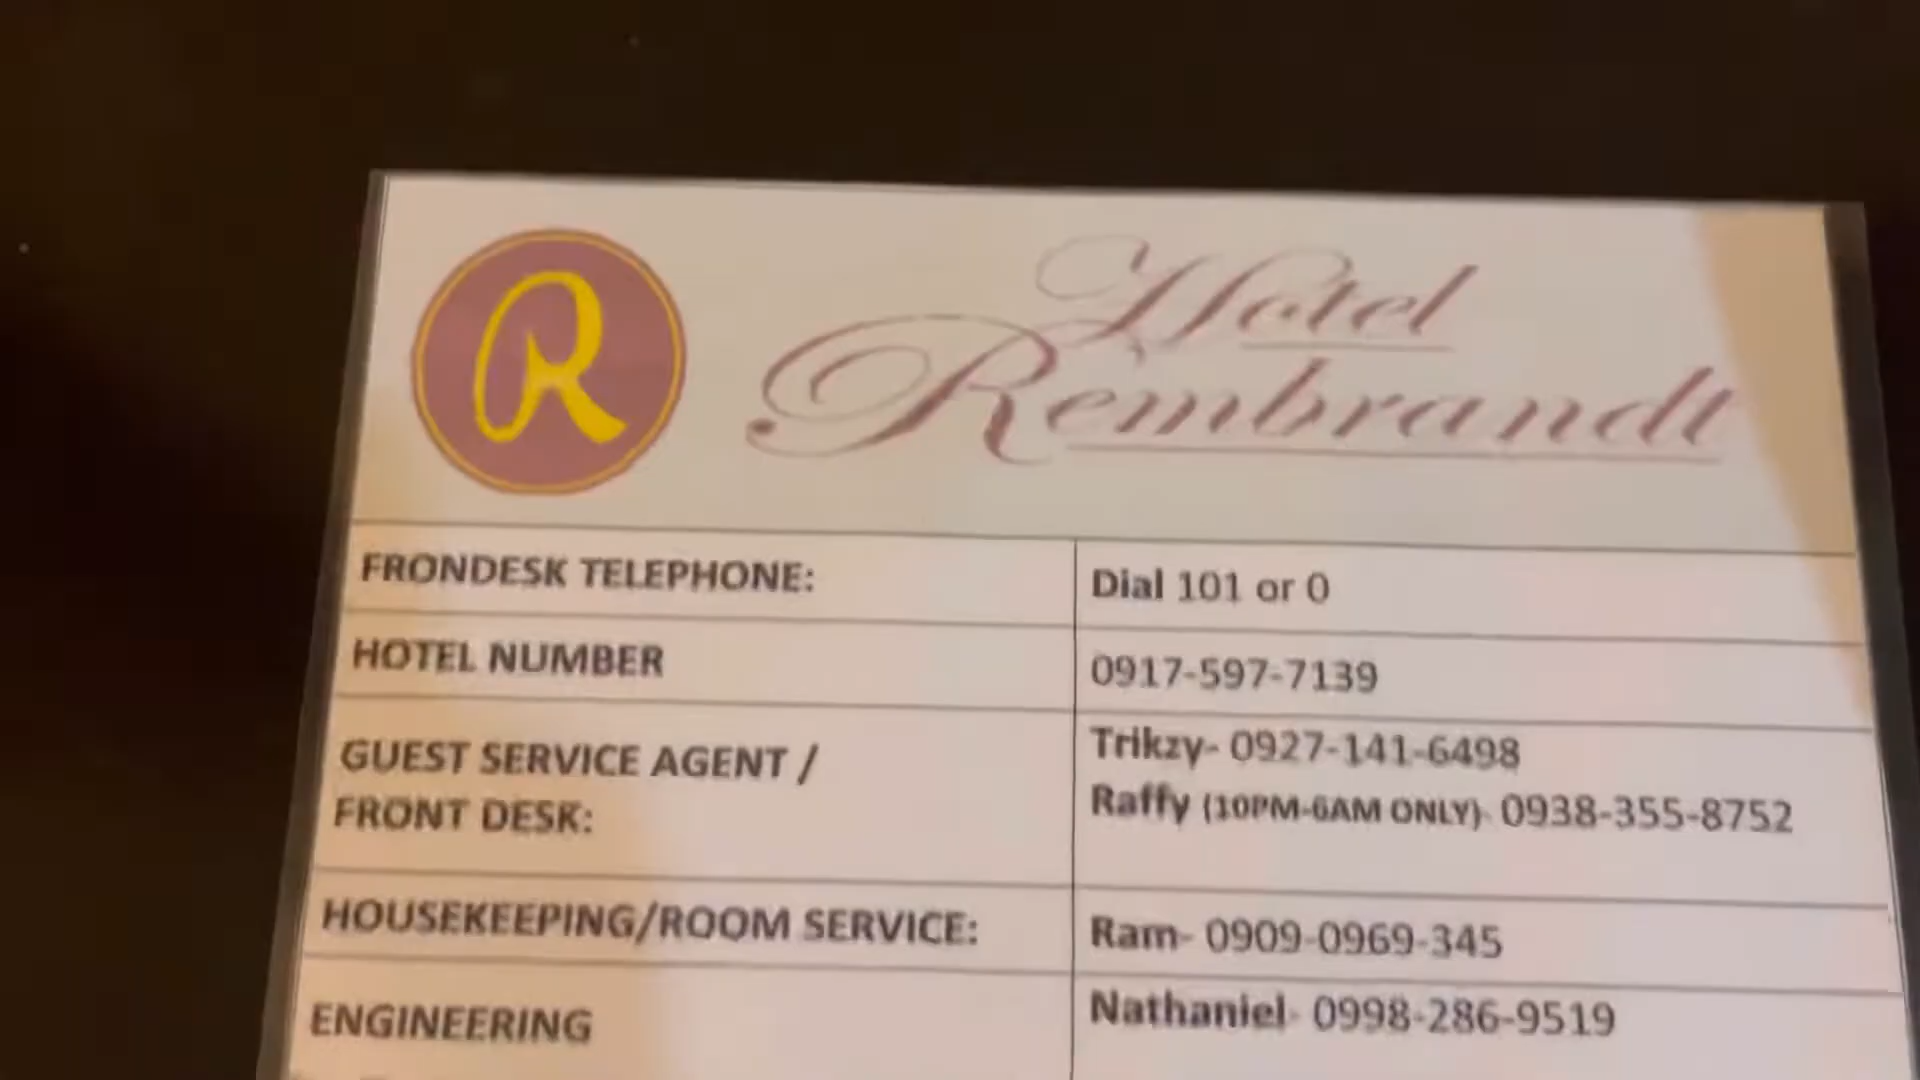 R
Hotel
Rembrandt
FRONDESK TELEPHONE:
Dial 101 or 0
HOTEL NUMBER
0917-597-7139
GUEST SERVICE AGENT /
FRONT DESK:
Trikzy- 0927-141-6498
Raffy (10PM-6AM ONLY)- 0938-355-8752
HOUSEKEEPING/ROOM SERVICE:
Ram- 0909-0969-345
ENGINEERING
Nathaniel- 0998-286-9519